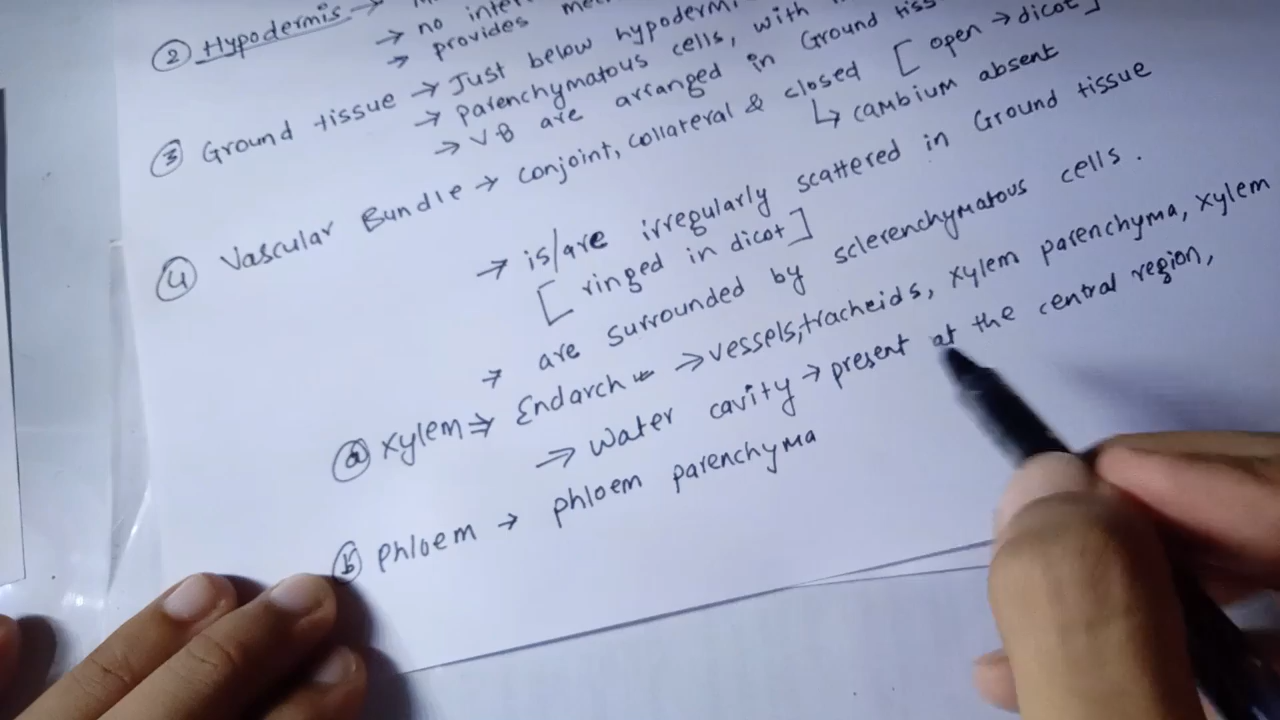 ② Hypodermis →
→ no
→ provides
③ Ground tissue → Just below
→ parenchymatous cells, with
→ VB are arranged in Ground
④ Vascular Bundle → conjoint, collateral & closed [ open → dicot ]
↳ cambium absent
→ is/are irregularly scattered in Ground tissue
[ ringed in dicot ]
→ are surrounded by sclerenchymatous cells.
ⓐ Xylem ⇒ Endarch → vessels, tracheids, xylem parenchyma, xylem
⇒ Water cavity → present at the central region,
ⓑ Phloem → phloem parenchyma